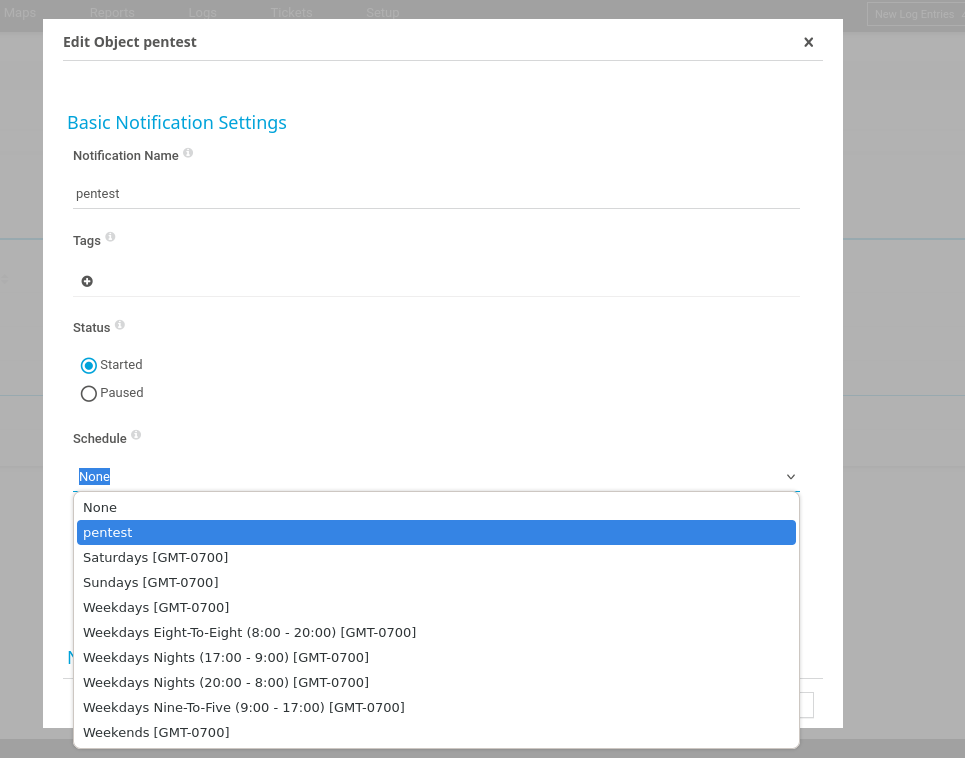 Maps Reports Logs Tickets Setup New Log Entries
Edit Object pentest
Basic Notification Settings
Notification Name
pentest
Tags
Status
Started
Paused
Schedule
None
None
pentest
Saturdays [GMT-0700]
Sundays [GMT-0700]
Weekdays [GMT-0700]
Weekdays Eight-To-Eight (8:00 - 20:00) [GMT-0700]
Weekdays Nights (17:00 - 9:00) [GMT-0700]
Weekdays Nights (20:00 - 8:00) [GMT-0700]
Weekdays Nine-To-Five (9:00 - 17:00) [GMT-0700]
Weekends [GMT-0700]